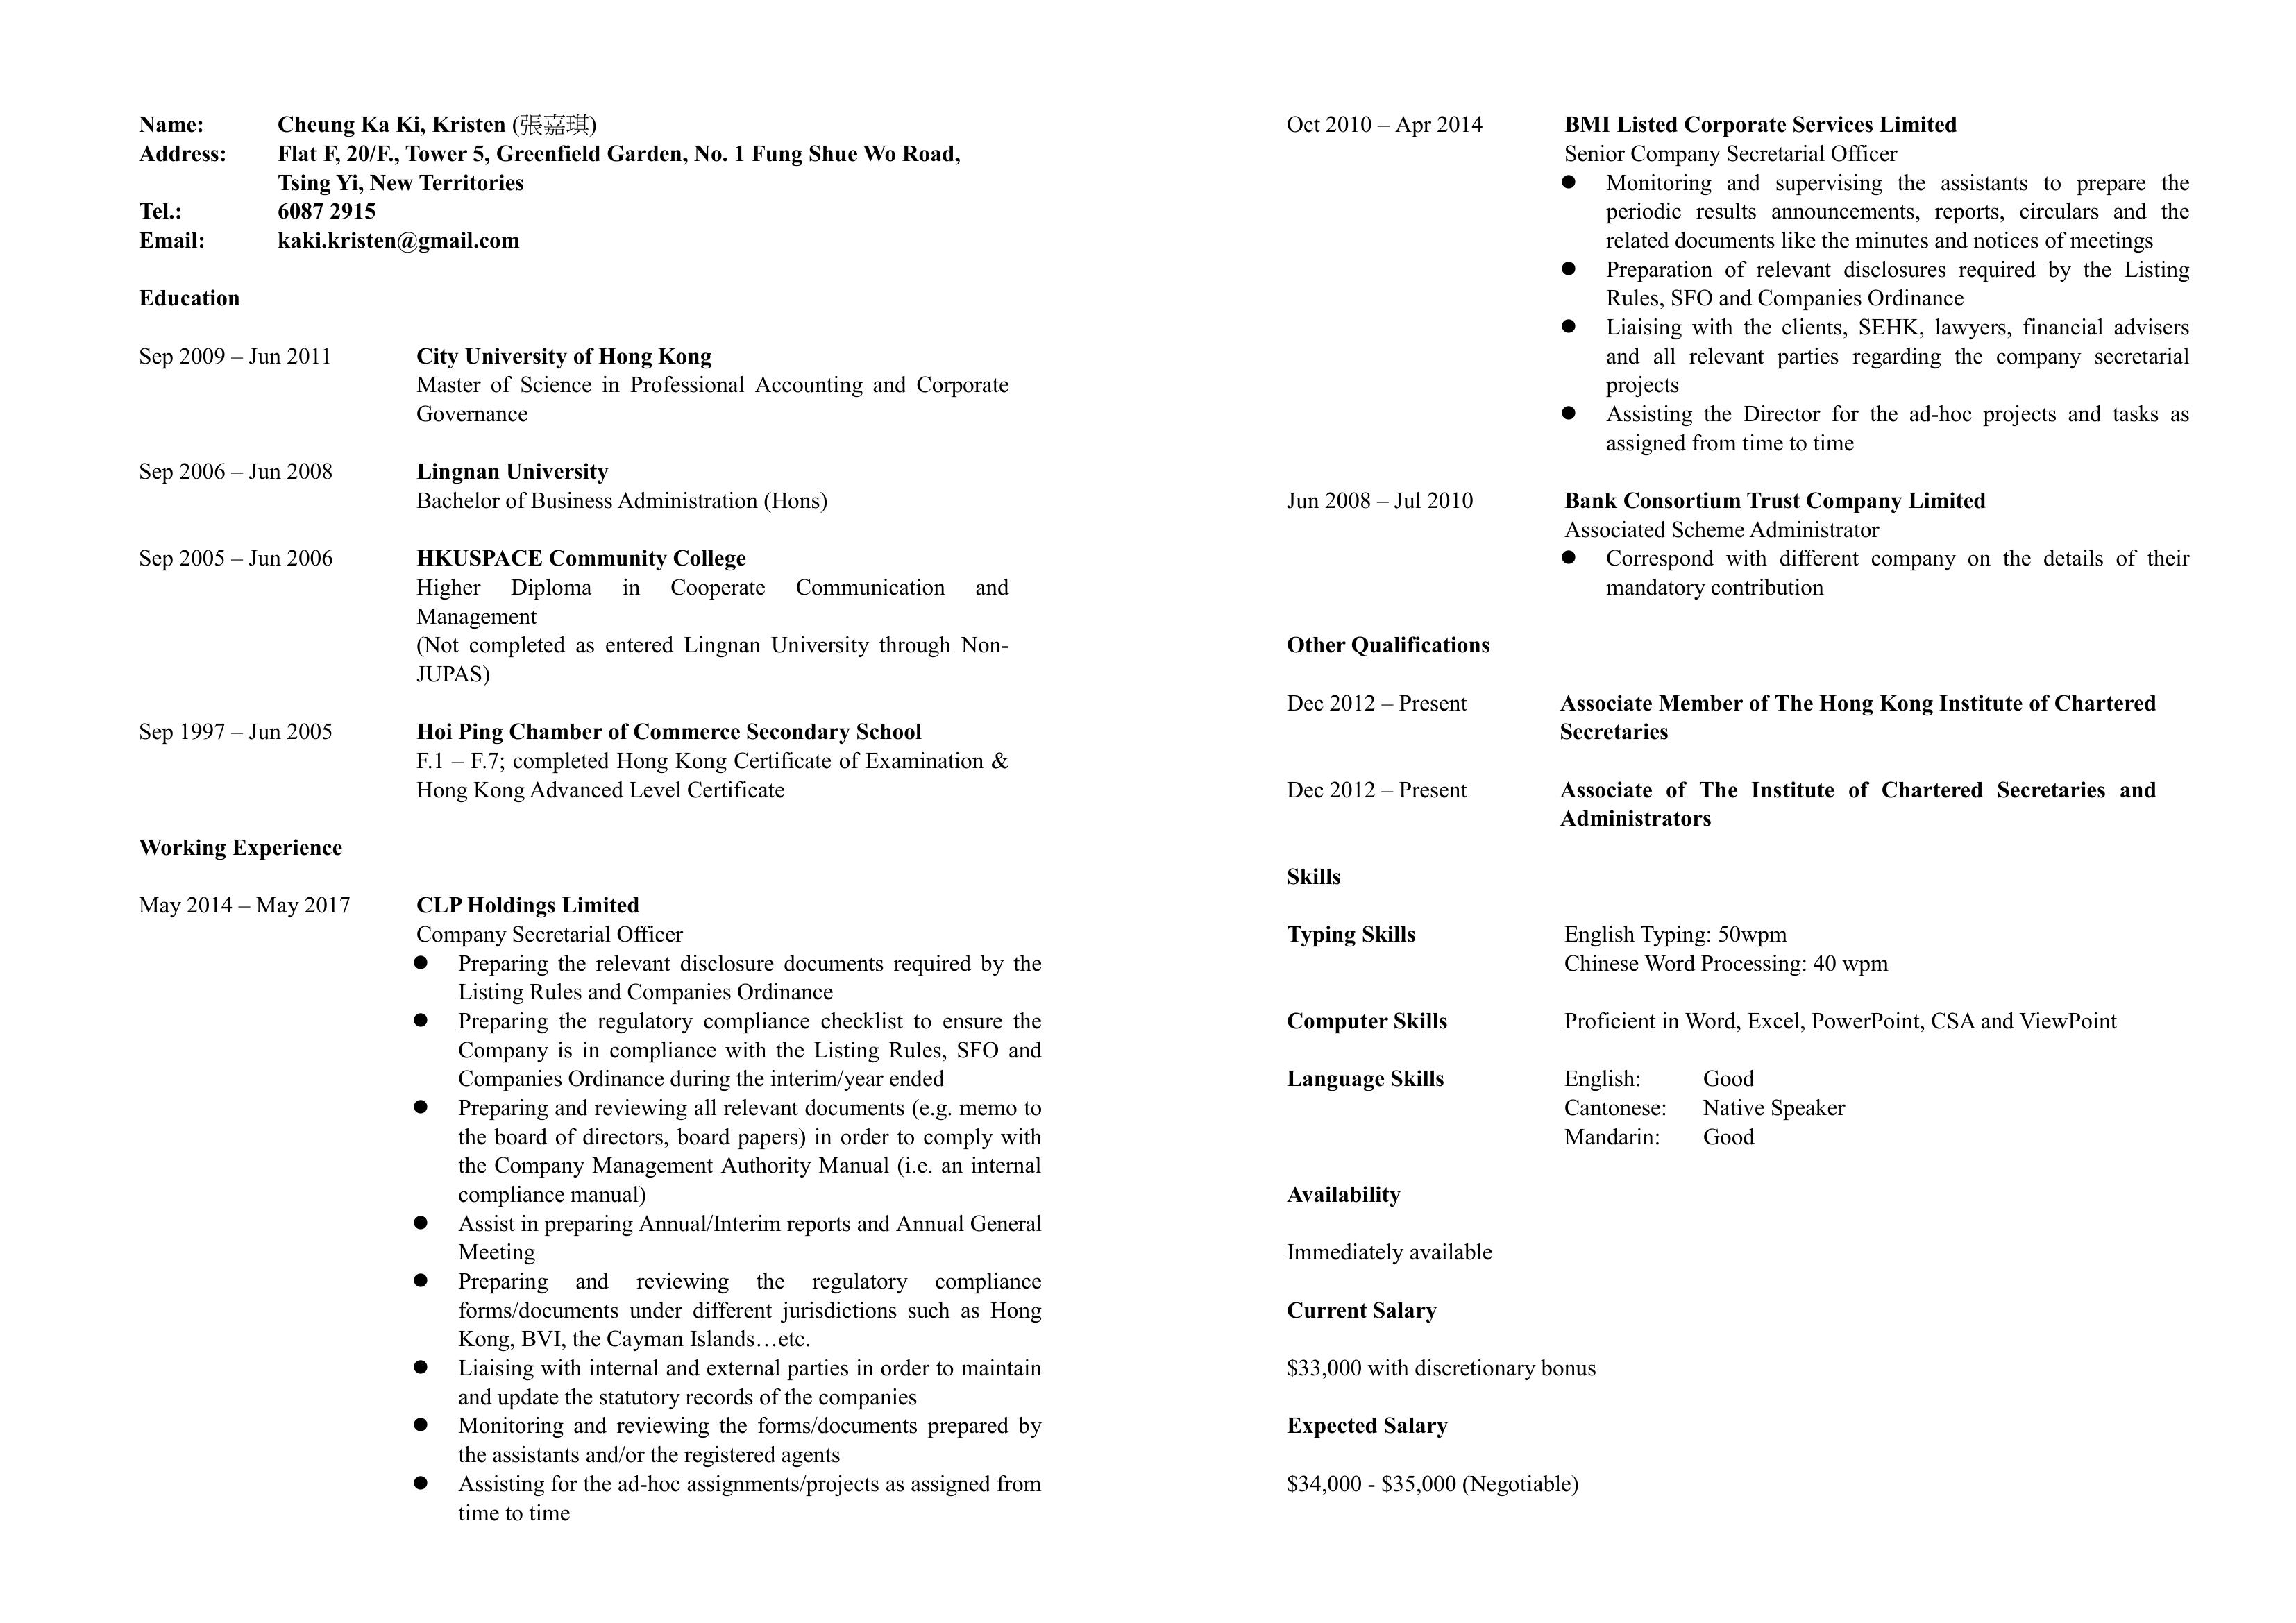 Name: Cheung Ka Ki, Kristen (張嘉琪)
Address: Flat F, 20/F., Tower 5, Greenfield Garden, No. 1 Fung Shue Wo Road,
Tsing Yi, New Territories
Tel.: 6087 2915
Email: kaki.kristen@gmail.com
Education
Sep 2009 – Jun 2011 City University of Hong Kong
Master of Science in Professional Accounting and Corporate
Governance
Sep 2006 – Jun 2008 Lingnan University
Bachelor of Business Administration (Hons)
Sep 2005 – Jun 2006 HKUSPACE Community College
Higher Diploma in Cooperate Communication and
Management
(Not completed as entered Lingnan University through Non-
JUPAS)
Sep 1997 – Jun 2005 Hoi Ping Chamber of Commerce Secondary School
F.1 – F.7; completed Hong Kong Certificate of Examination &
Hong Kong Advanced Level Certificate
Working Experience
May 2014 – May 2017 CLP Holdings Limited
Company Secretarial Officer
● Preparing the relevant disclosure documents required by the
Listing Rules and Companies Ordinance
● Preparing the regulatory compliance checklist to ensure the
Company is in compliance with the Listing Rules, SFO and
Companies Ordinance during the interim/year ended
● Preparing and reviewing all relevant documents (e.g. memo to
the board of directors, board papers) in order to comply with
the Company Management Authority Manual (i.e. an internal
compliance manual)
● Assist in preparing Annual/Interim reports and Annual General
Meeting
● Preparing and reviewing the regulatory compliance
forms/documents under different jurisdictions such as Hong
Kong, BVI, the Cayman Islands…etc.
● Liaising with internal and external parties in order to maintain
and update the statutory records of the companies
● Monitoring and reviewing the forms/documents prepared by
the assistants and/or the registered agents
● Assisting for the ad-hoc assignments/projects as assigned from
time to time
Oct 2010 – Apr 2014 BMI Listed Corporate Services Limited
Senior Company Secretarial Officer
● Monitoring and supervising the assistants to prepare the
periodic results announcements, reports, circulars and the
related documents like the minutes and notices of meetings
● Preparation of relevant disclosures required by the Listing
Rules, SFO and Companies Ordinance
● Liaising with the clients, SEHK, lawyers, financial advisers
and all relevant parties regarding the company secretarial
projects
● Assisting the Director for the ad-hoc projects and tasks as
assigned from time to time
Jun 2008 – Jul 2010 Bank Consortium Trust Company Limited
Associated Scheme Administrator
● Correspond with different company on the details of their
mandatory contribution
Other Qualifications
Dec 2012 – Present Associate Member of The Hong Kong Institute of Chartered
Secretaries
Dec 2012 – Present Associate of The Institute of Chartered Secretaries and
Administrators
Skills
Typing Skills English Typing: 50wpm
Chinese Word Processing: 40 wpm
Computer Skills Proficient in Word, Excel, PowerPoint, CSA and ViewPoint
Language Skills English: Good
Cantonese: Native Speaker
Mandarin: Good
Availability
Immediately available
Current Salary
$33,000 with discretionary bonus
Expected Salary
$34,000 - $35,000 (Negotiable)